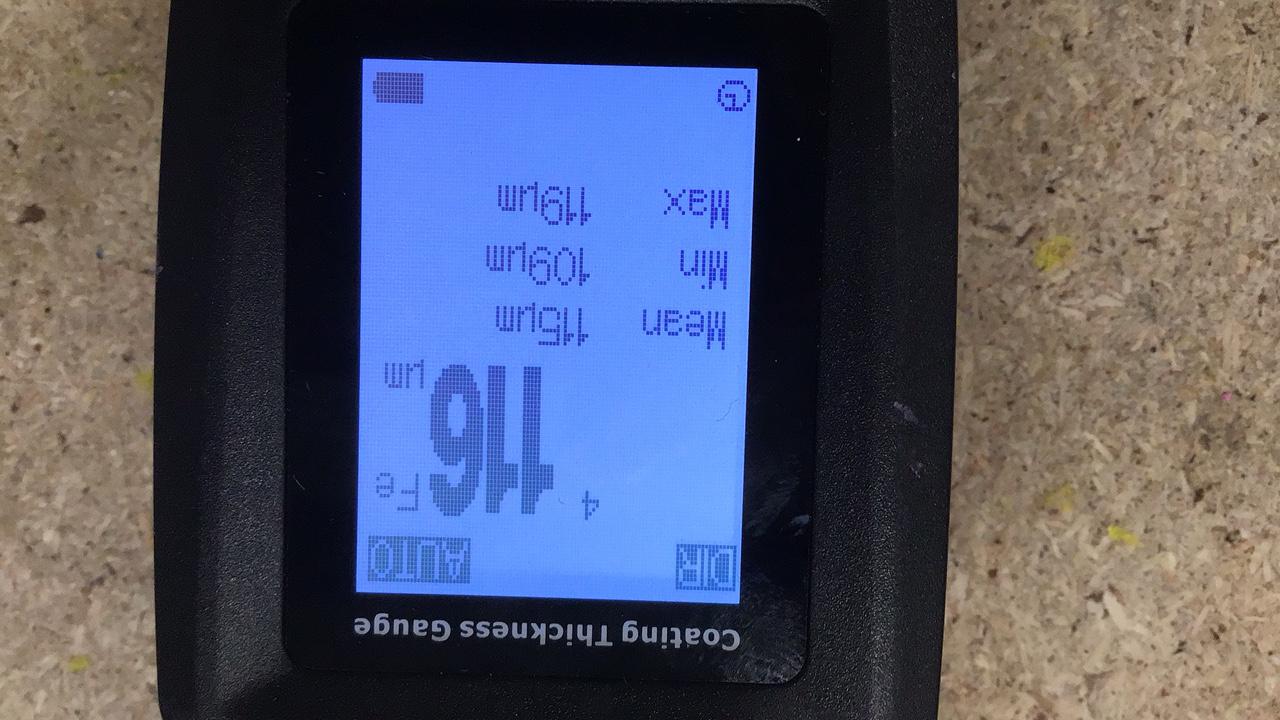 Coating Thickness Gauge
DIR AUTO
4 116 Fe µm
Mean 115µm
Min 109µm
Max 119µm